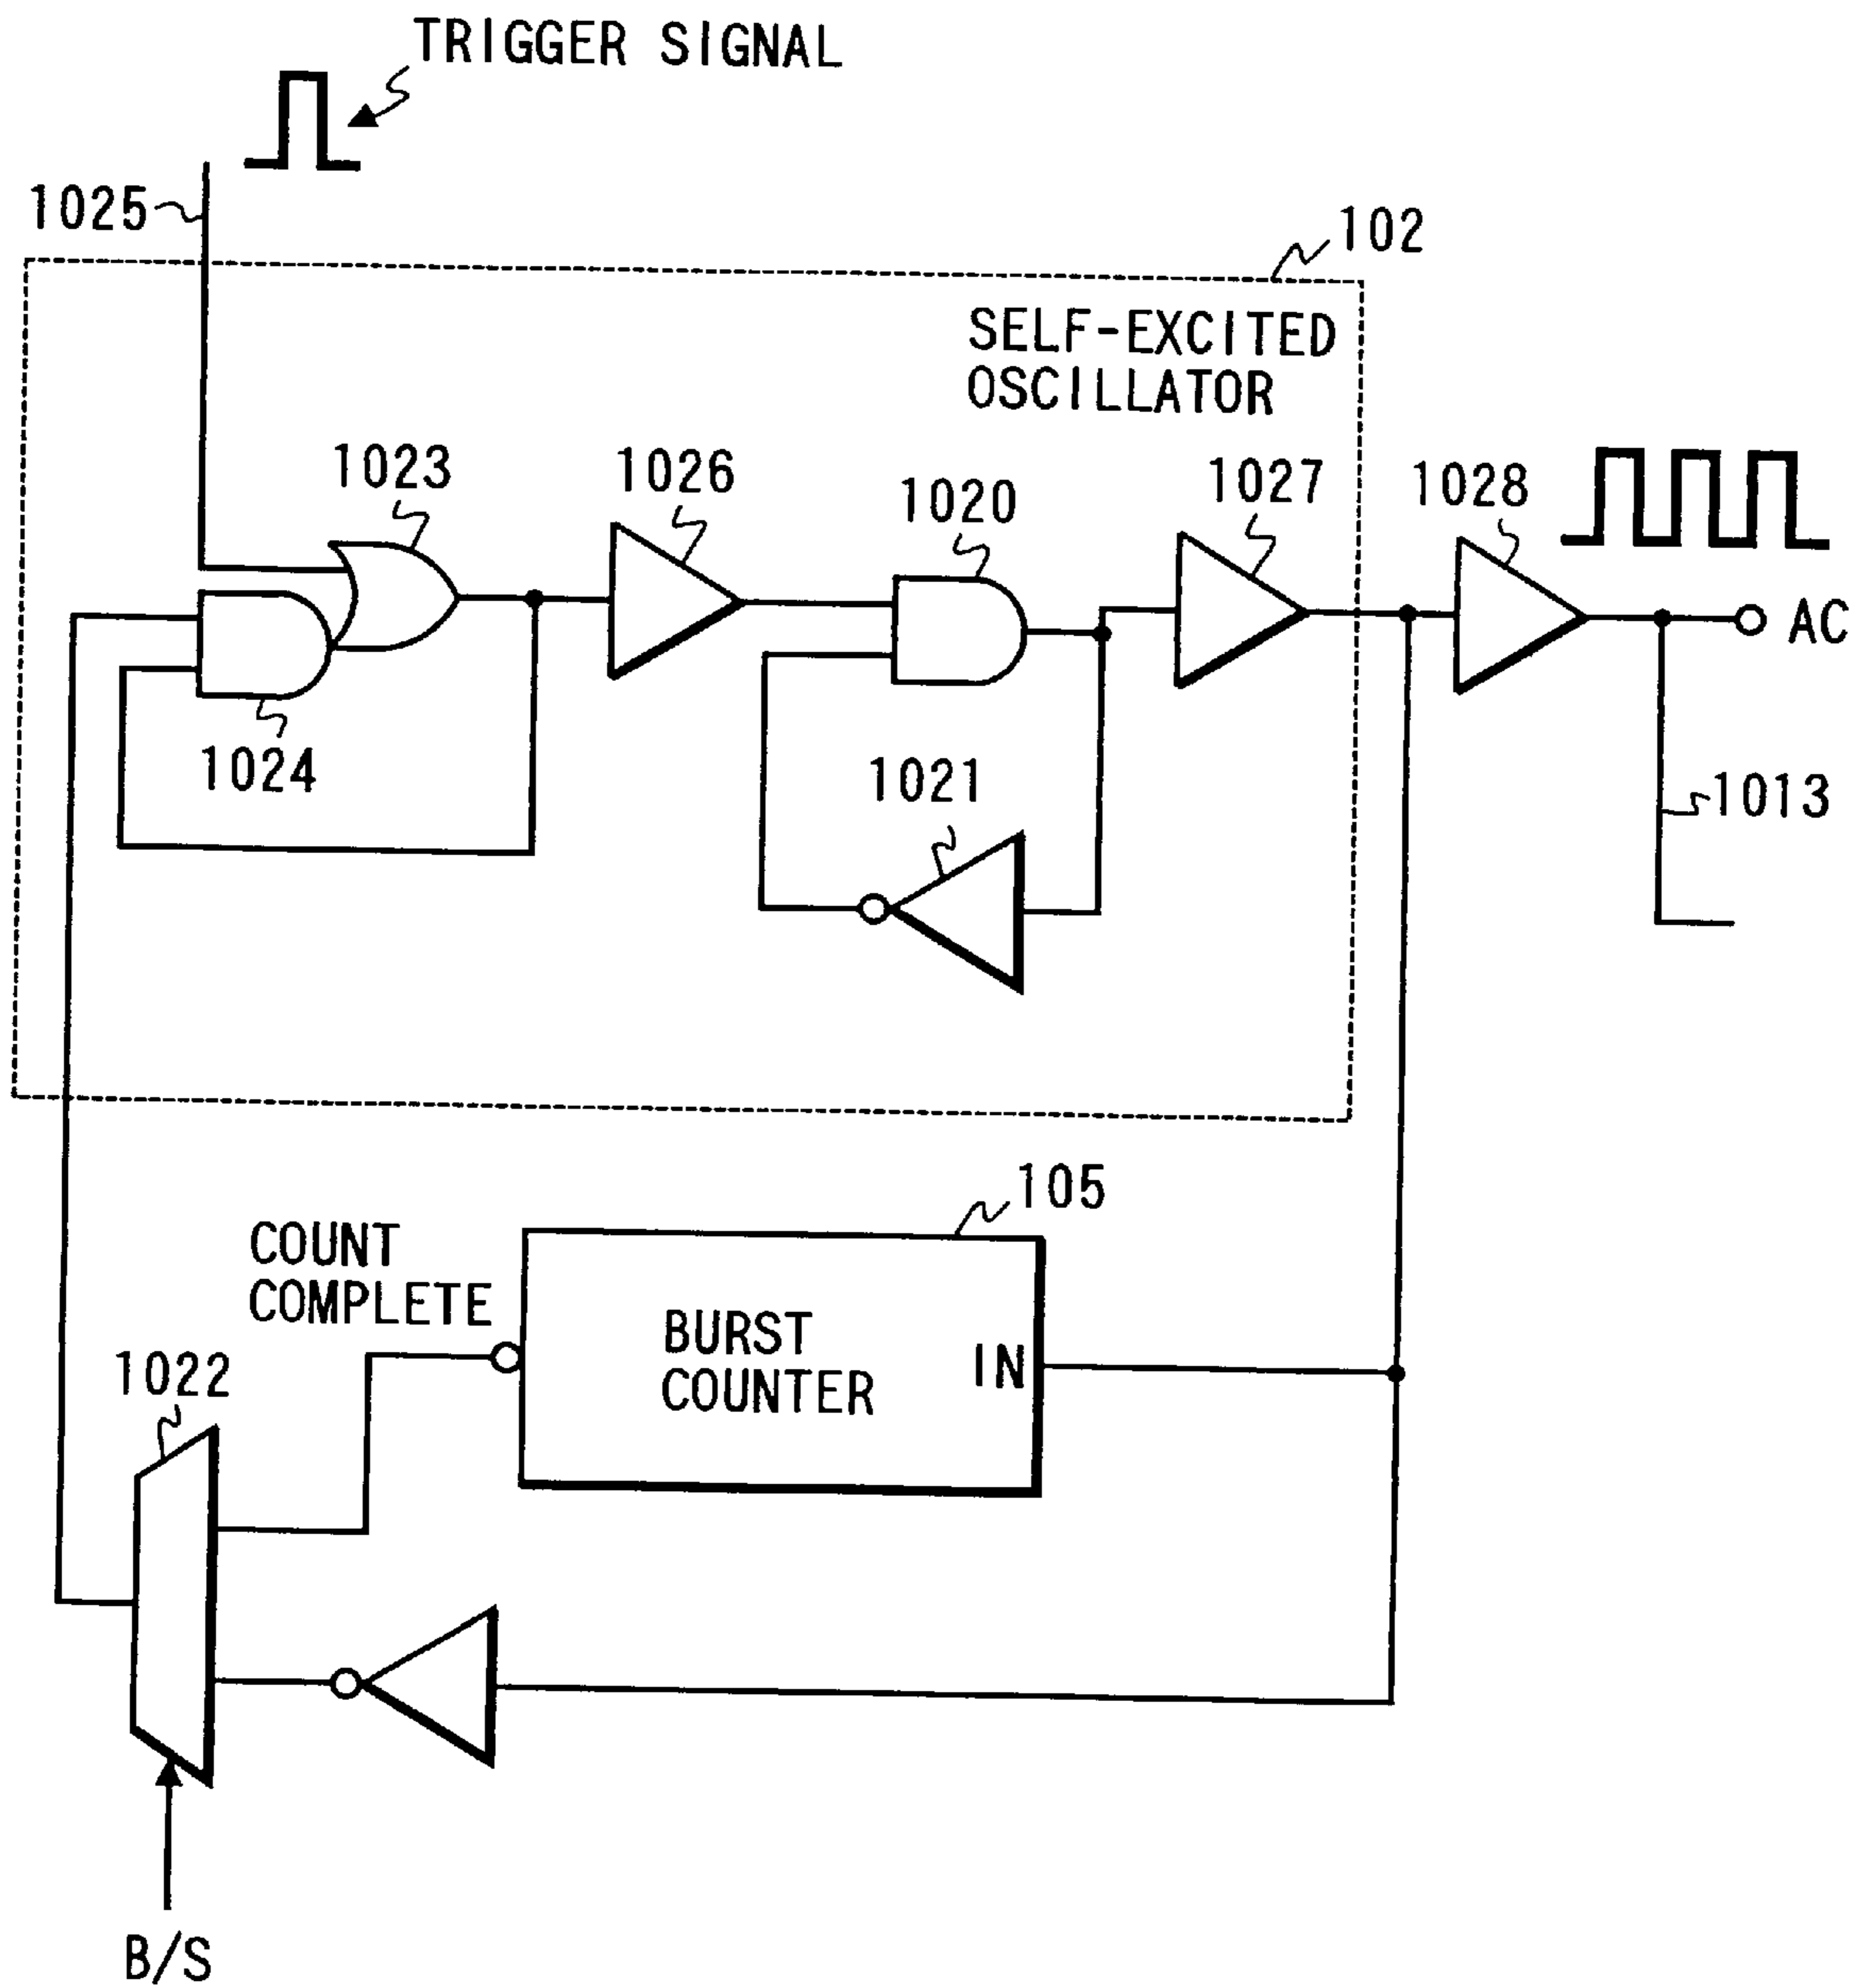 TRIGGER SIGNAL
1025
102
SELF-EXCITED
OSCILLATOR
1023
1026
1020
1027
1028
AC
1024
1021
1013
105
COUNT
COMPLETE
BURST
COUNTER
IN
1022
B/S